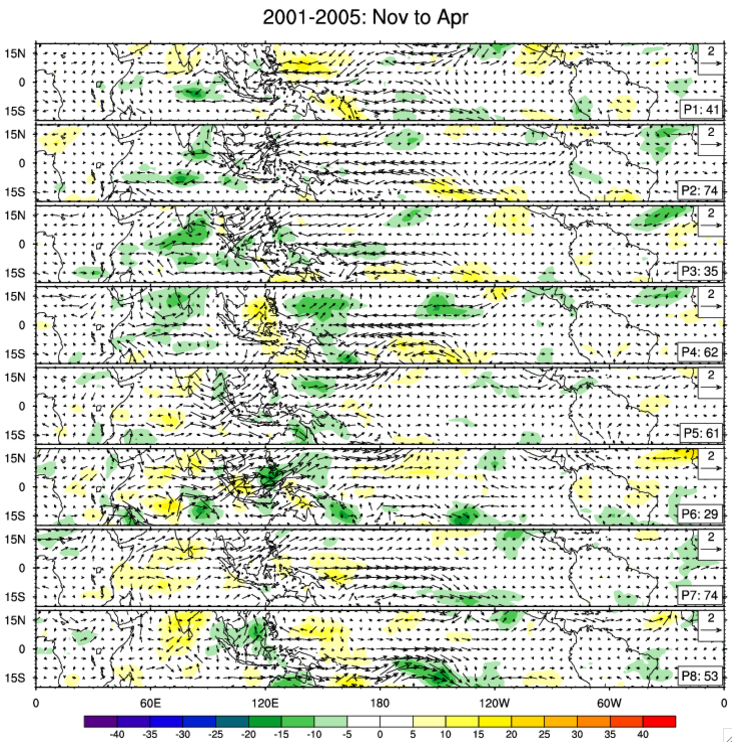 2001-2005: Nov to Apr
15N
0
15S
2
P1: 41
15N
0
15S
2
P2: 74
15N
0
15S
2
P3: 35
15N
0
15S
2
P4: 62
15N
0
15S
2
P5: 61
15N
0
15S
2
P6: 29
15N
0
15S
2
P7: 74
15N
0
15S
2
P8: 53
0 60E 120E 180 120W 60W 0
-40 -35 -30 -25 -20 -15 -10 -5 0 5 10 15 20 25 30 35 40